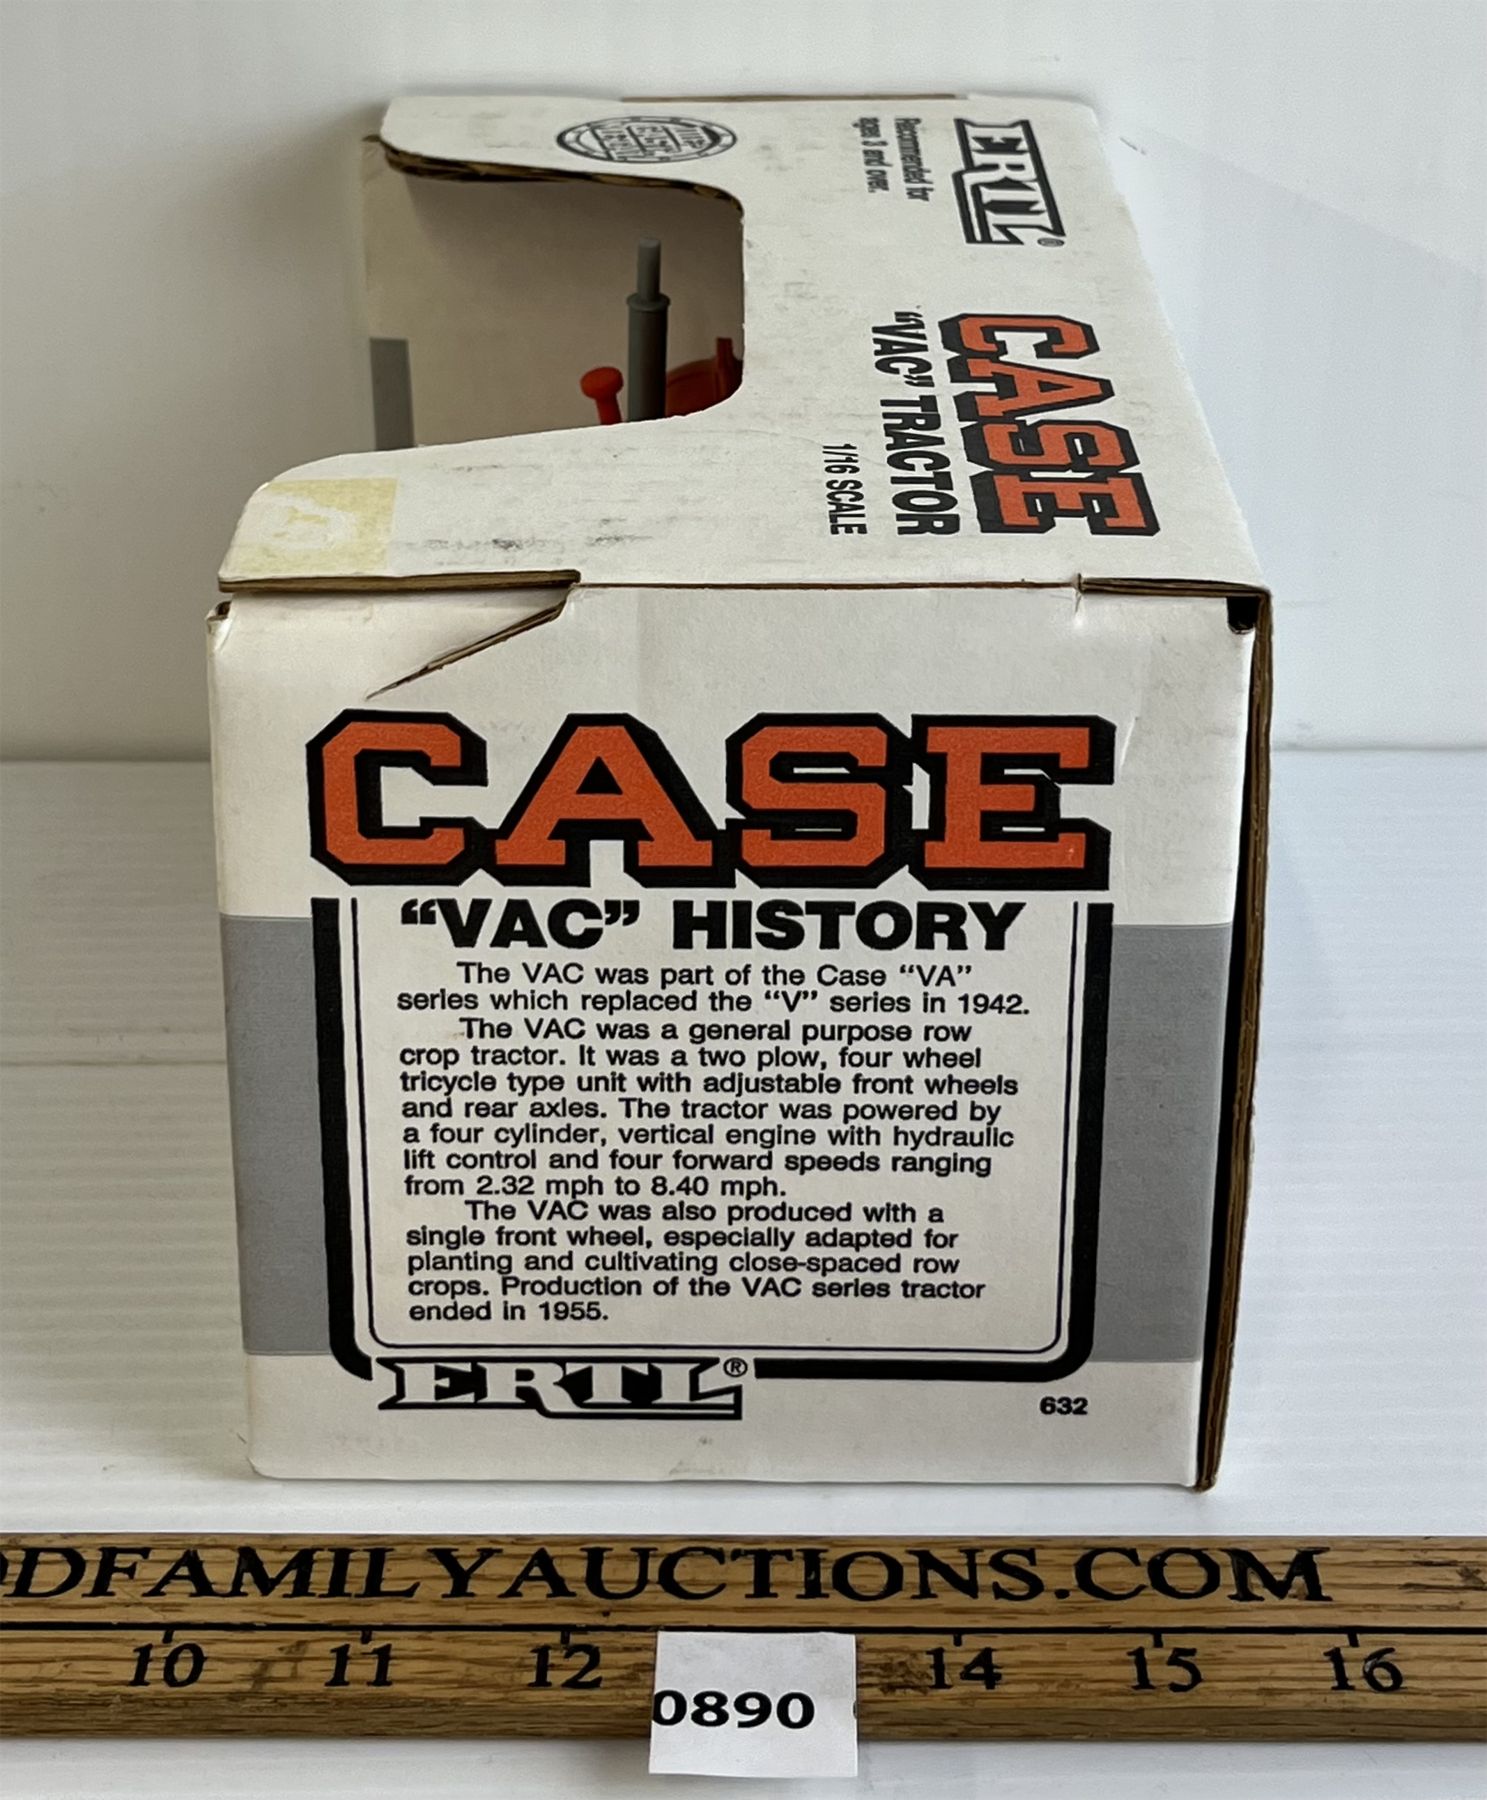 Recommended for
ages 3 and over.
ERTL®
CASE
"VAC" TRACTOR
1/16 SCALE
CASE
"VAC" HISTORY
The VAC was part of the Case "VA"
series which replaced the "V" series in 1942.
The VAC was a general purpose row
crop tractor. It was a two plow, four wheel
tricycle type unit with adjustable front wheels
and rear axles. The tractor was powered by
a four cylinder, vertical engine with hydraulic
lift control and four forward speeds ranging
from 2.32 mph to 8.40 mph.
The VAC was also produced with a
single front wheel, especially adapted for
planting and cultivating close-spaced row
crops. Production of the VAC series tractor
ended in 1955.
ERTL®
632
DFAMILYAUCTIONS.COM
10 11 12 14 15 16
0890